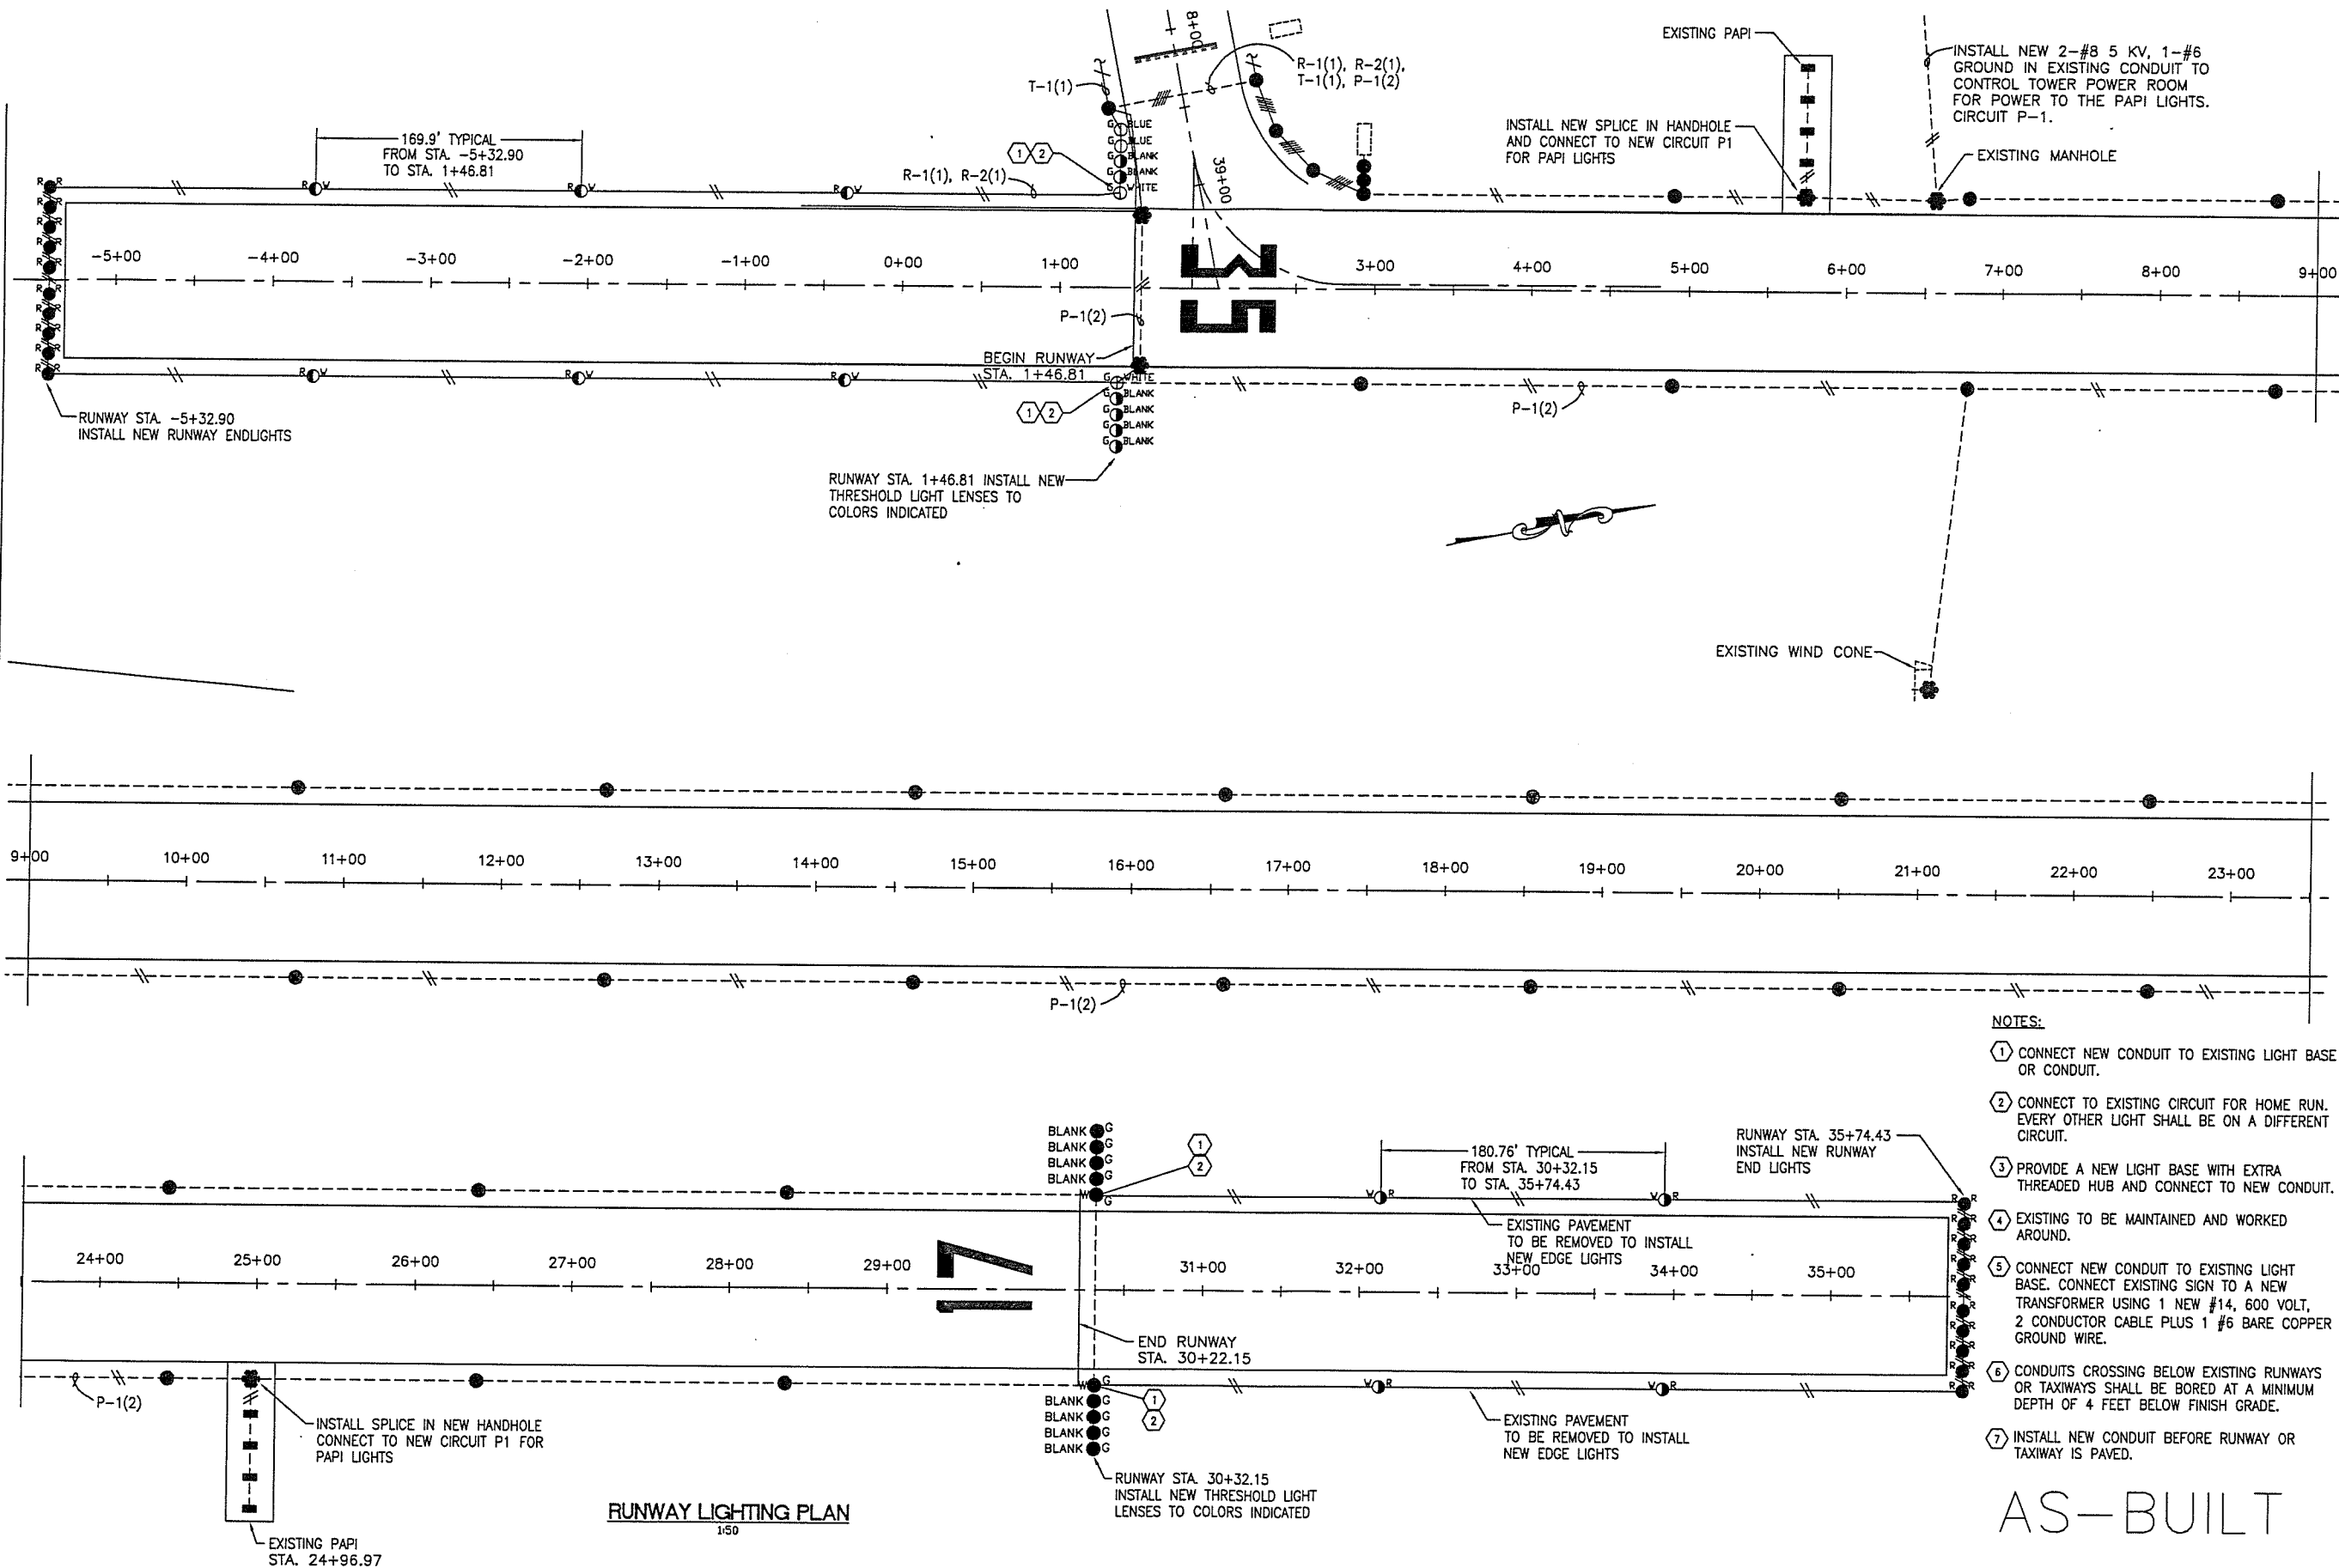 8+00
EXISTING PAPI
INSTALL NEW 2-#8 5 KV, 1-#6
GROUND IN EXISTING CONDUIT TO
CONTROL TOWER POWER ROOM
FOR POWER TO THE PAPI LIGHTS.
CIRCUIT P-1.
R-1(1), R-2(1),
T-1(1), P-1(2)
T-1(1)
169.9' TYPICAL
FROM STA. -5+32.90
TO STA. 1+46.81
INSTALL NEW SPLICE IN HANDHOLE
AND CONNECT TO NEW CIRCUIT P1
FOR PAPI LIGHTS
EXISTING MANHOLE
G BLUE
G BLUE
G BLANK
G BLANK
G WHITE
1 2
R-1(1), R-2(1)
39+00
R R
R R
R R
R R
R R
R R
R R
R R
R R
R R
R W
R W
R W
-5+00 -4+00 -3+00 -2+00 -1+00 0+00 1+00 3+00 4+00 5+00 6+00 7+00 8+00 9+00
35
P-1(2)
BEGIN RUNWAY
STA. 1+46.81
R W
R W
R W
G WHITE
G BLANK
G BLANK
G BLANK
G BLANK
1 2
P-1(2)
RUNWAY STA. -5+32.90
INSTALL NEW RUNWAY ENDLIGHTS
RUNWAY STA. 1+46.81 INSTALL NEW
THRESHOLD LIGHT LENSES TO
COLORS INDICATED
N
EXISTING WIND CONE
9+00 10+00 11+00 12+00 13+00 14+00 15+00 16+00 17+00 18+00 19+00 20+00 21+00 22+00 23+00
P-1(2)
BLANK G
BLANK G
BLANK G
BLANK G
W G
1
2
180.76' TYPICAL
FROM STA. 30+32.15
TO STA. 35+74.43
RUNWAY STA. 35+74.43
INSTALL NEW RUNWAY
END LIGHTS
W R
W R
R R
R R
R R
R R
R R
R R
R R
R R
R R
R R
EXISTING PAVEMENT
TO BE REMOVED TO INSTALL
NEW EDGE LIGHTS
24+00 25+00 26+00 27+00 28+00 29+00 31+00 32+00 33+00 34+00 35+00
17
END RUNWAY
STA. 30+22.15
P-1(2)
INSTALL SPLICE IN NEW HANDHOLE
CONNECT TO NEW CIRCUIT P1 FOR
PAPI LIGHTS
W G
BLANK G
BLANK G
BLANK G
BLANK G
1
2
W R
W R
EXISTING PAVEMENT
TO BE REMOVED TO INSTALL
NEW EDGE LIGHTS
RUNWAY STA. 30+32.15
INSTALL NEW THRESHOLD LIGHT
LENSES TO COLORS INDICATED
EXISTING PAPI
STA. 24+96.97
RUNWAY LIGHTING PLAN
1:50
NOTES:
1 CONNECT NEW CONDUIT TO EXISTING LIGHT BASE
OR CONDUIT.
2 CONNECT TO EXISTING CIRCUIT FOR HOME RUN.
EVERY OTHER LIGHT SHALL BE ON A DIFFERENT
CIRCUIT.
3 PROVIDE A NEW LIGHT BASE WITH EXTRA
THREADED HUB AND CONNECT TO NEW CONDUIT.
4 EXISTING TO BE MAINTAINED AND WORKED
AROUND.
5 CONNECT NEW CONDUIT TO EXISTING LIGHT
BASE. CONNECT EXISTING SIGN TO A NEW
TRANSFORMER USING 1 NEW #14, 600 VOLT,
2 CONDUCTOR CABLE PLUS 1 #6 BARE COPPER
GROUND WIRE.
6 CONDUITS CROSSING BELOW EXISTING RUNWAYS
OR TAXIWAYS SHALL BE BORED AT A MINIMUM
DEPTH OF 4 FEET BELOW FINISH GRADE.
7 INSTALL NEW CONDUIT BEFORE RUNWAY OR
TAXIWAY IS PAVED.
AS-BUILT